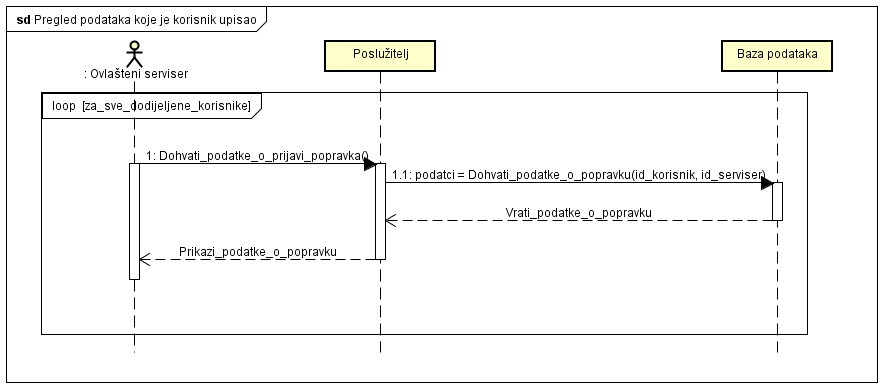 sd Pregled podataka koje je korisnik upisao
: Ovlašteni serviser
Poslužitelj
Baza podataka
loop [za_sve_dodijeljene_korisnike]
1: Dohvati_podatke_o_prijavi_popravka()
1.1: podatci = Dohvati_podatke_o_popravku(id_korisnik, id_serviser)
Vrati_podatke_o_popravku
Prikazi_podatke_o_popravku